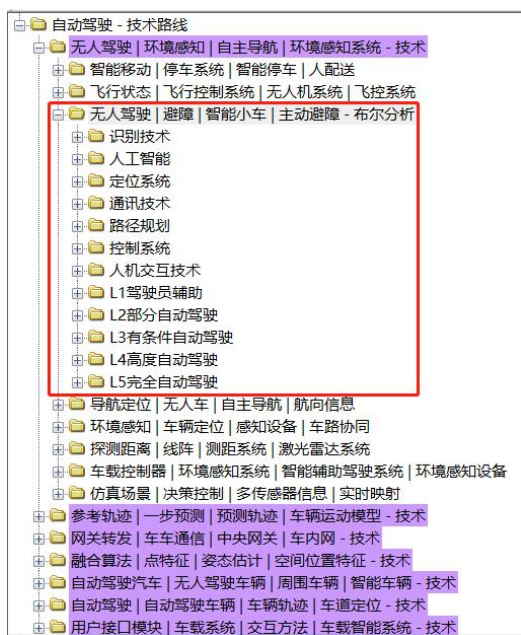 自动驾驶 - 技术路线
无人驾驶 | 环境感知 | 自主导航 | 环境感知系统 - 技术
智能移动 | 停车系统 | 智能停车 | 人配送
飞行状态 | 飞行控制系统 | 无人机系统 | 飞控系统
无人驾驶 | 避障 | 智能小车 | 主动避障 - 布尔分析
识别技术
人工智能
定位系统
通讯技术
路径规划
控制系统
人机交互技术
L1驾驶员辅助
L2部分自动驾驶
L3有条件自动驾驶
L4高度自动驾驶
L5完全自动驾驶
导航定位 | 无人车 | 自主导航 | 航向信息
环境感知 | 车辆定位 | 感知设备 | 车路协同
探测距离 | 线阵 | 测距系统 | 激光雷达系统
车载控制器 | 环境感知系统 | 智能辅助驾驶系统 | 环境感知设备
仿真场景 | 决策控制 | 多传感器信息 | 实时映射
参考轨迹 | 一步预测 | 预测轨迹 | 车辆运动模型 - 技术
网关转发 | 车车通信 | 中央网关 | 车内网 - 技术
融合算法 | 点特征 | 姿态估计 | 空间位置特征 - 技术
自动驾驶汽车 | 无人驾驶车辆 | 周围车辆 | 智能车辆 - 技术
自动驾驶 | 自动驾驶车辆 | 车辆轨迹 | 车道定位 - 技术
用户接口模块 | 车载系统 | 交互方法 | 车载智能系统 - 技术